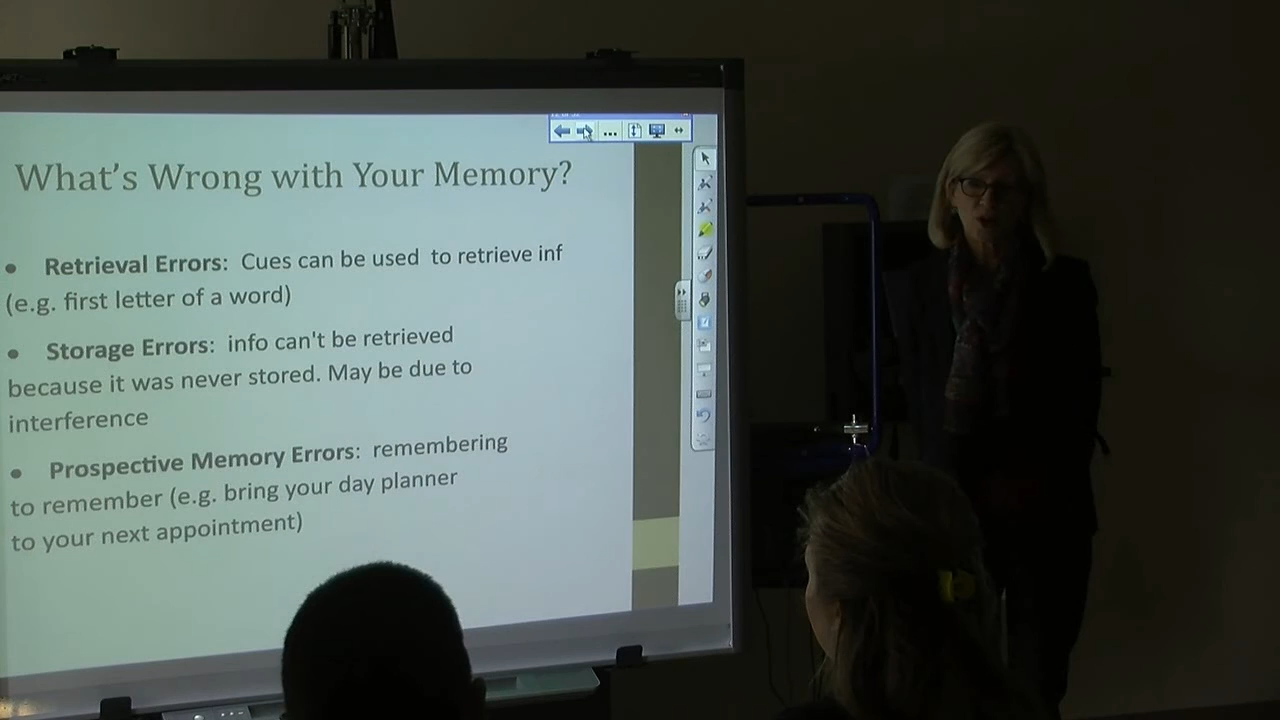 What's Wrong with Your Memory?
• Retrieval Errors: Cues can be used to retrieve inf
(e.g. first letter of a word)
• Storage Errors: info can't be retrieved
because it was never stored. May be due to
interference
• Prospective Memory Errors: remembering
to remember (e.g. bring your day planner
to your next appointment)